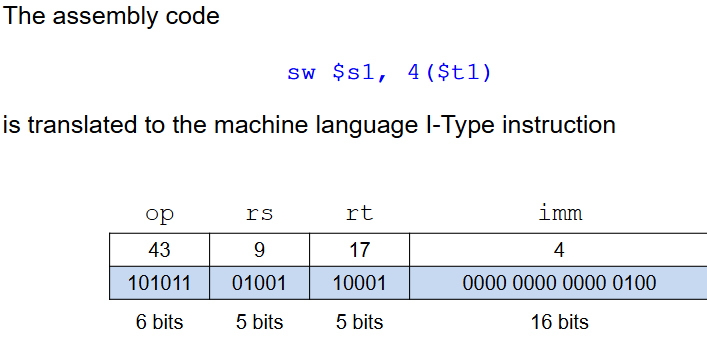 The assembly code
sw $s1, 4($t1)
is translated to the machine language I-Type instruction
op rs rt imm
43 9 17 4
101011 01001 10001 0000 0000 0000 0100
6 bits 5 bits 5 bits 16 bits